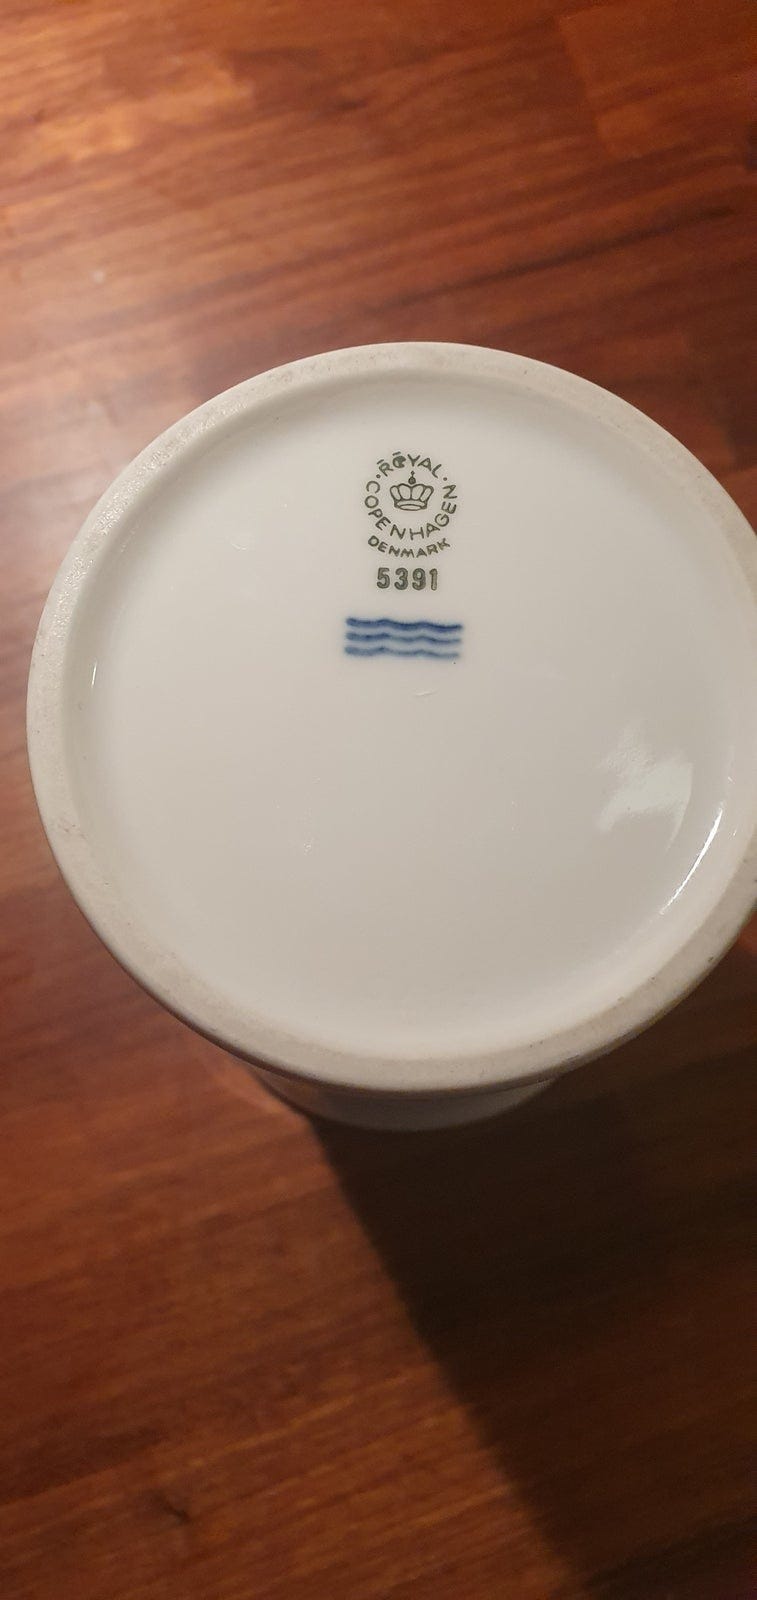 ROYAL
COPENHAGEN
DENMARK
5391